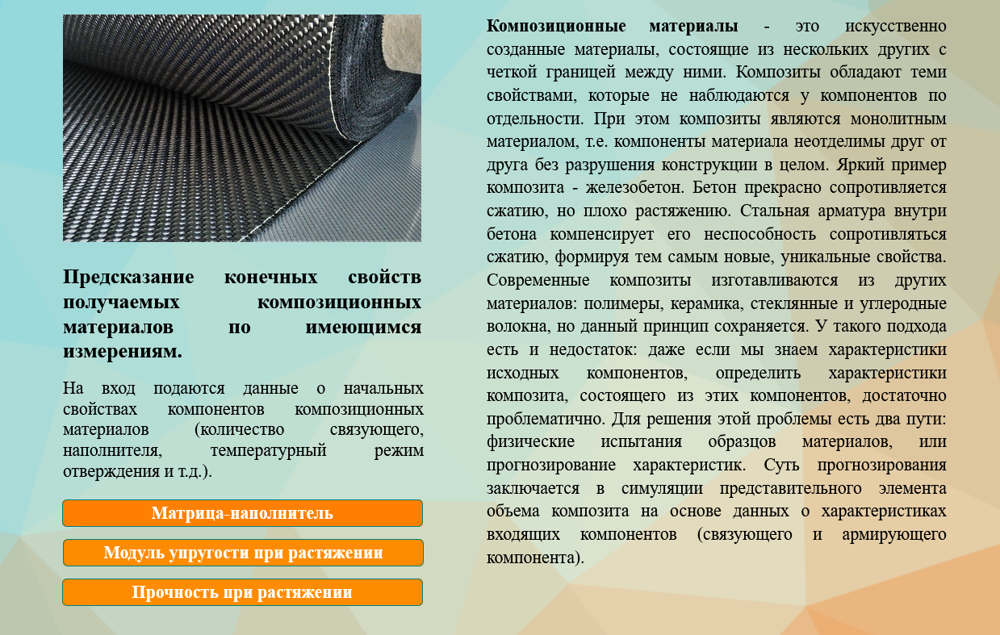 Предсказание конечных свойств
получаемых композиционных
материалов по имеющимся
измерениям.
На вход подаются данные о начальных
свойствах компонентов композиционных
материалов (количество связующего,
наполнителя, температурный режим
отверждения и т.д.).
Матрица-наполнитель
Модуль упругости при растяжении
Прочность при растяжении
Композиционные материалы - это искусственно
созданные материалы, состоящие из нескольких других с
четкой границей между ними. Композиты обладают теми
свойствами, которые не наблюдаются у компонентов по
отдельности. При этом композиты являются монолитным
материалом, т.е. компоненты материала неотделимы друг от
друга без разрушения конструкции в целом. Яркий пример
композита - железобетон. Бетон прекрасно сопротивляется
сжатию, но плохо растяжению. Стальная арматура внутри
бетона компенсирует его неспособность сопротивляться
сжатию, формируя тем самым новые, уникальные свойства.
Современные композиты изготавливаются из других
материалов: полимеры, керамика, стеклянные и углеродные
волокна, но данный принцип сохраняется. У такого подхода
есть и недостаток: даже если мы знаем характеристики
исходных компонентов, определить характеристики
композита, состоящего из этих компонентов, достаточно
проблематично. Для решения этой проблемы есть два пути:
физические испытания образцов материалов, или
прогнозирование характеристик. Суть прогнозирования
заключается в симуляции представительного элемента
объема композита на основе данных о характеристиках
входящих компонентов (связующего и армирующего
компонента).